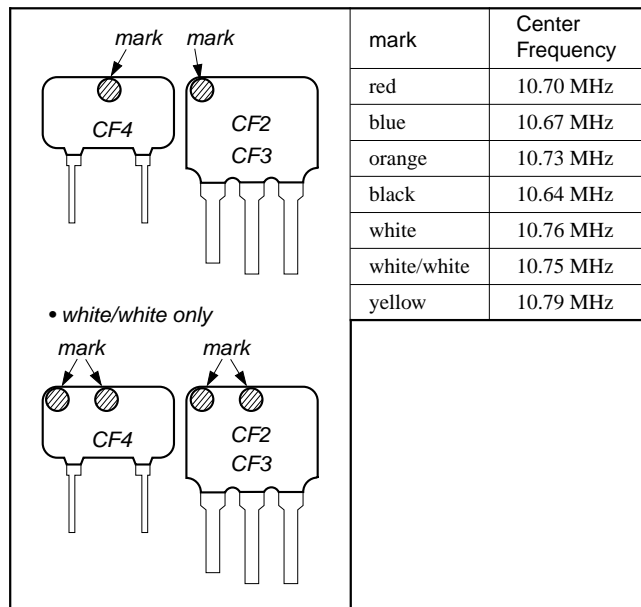 mark mark
CF4
CF2
CF3
• white/white only
mark mark
CF4
CF2
CF3
mark Center Frequency
red 10.70 MHz
blue 10.67 MHz
orange 10.73 MHz
black 10.64 MHz
white 10.76 MHz
white/white 10.75 MHz
yellow 10.79 MHz